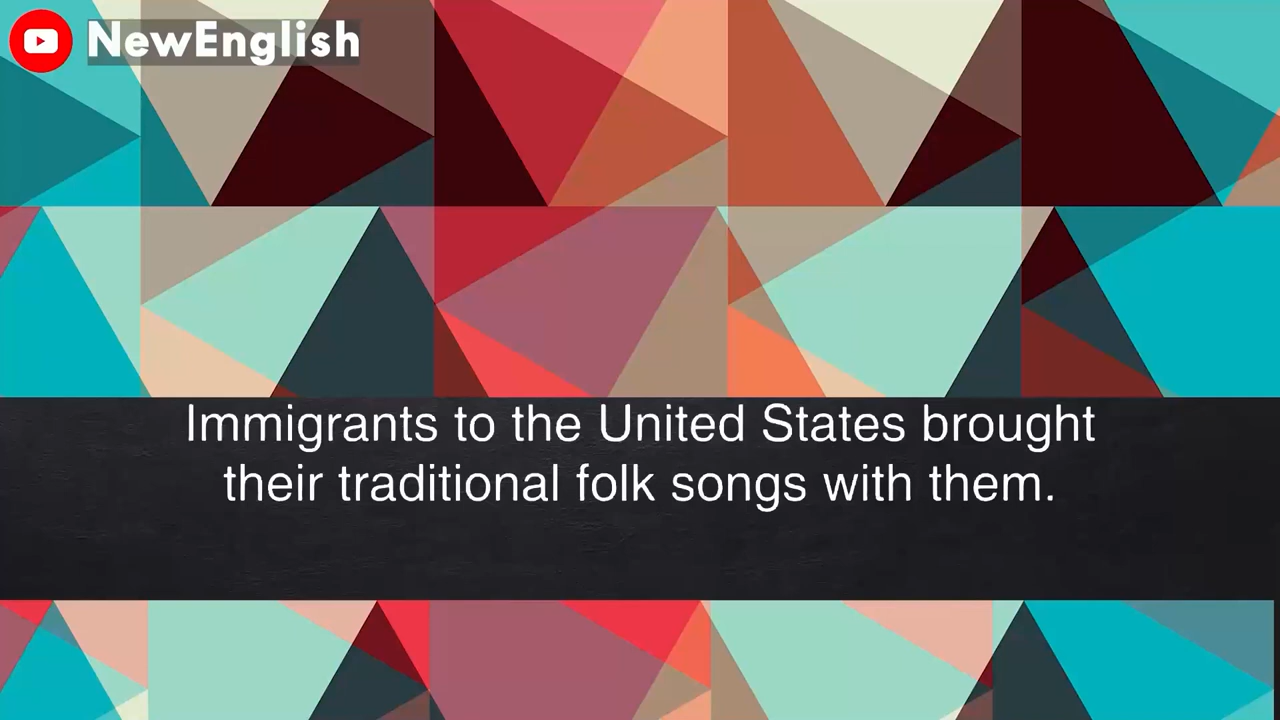 NewEnglish
Immigrants to the United States brought
their traditional folk songs with them.